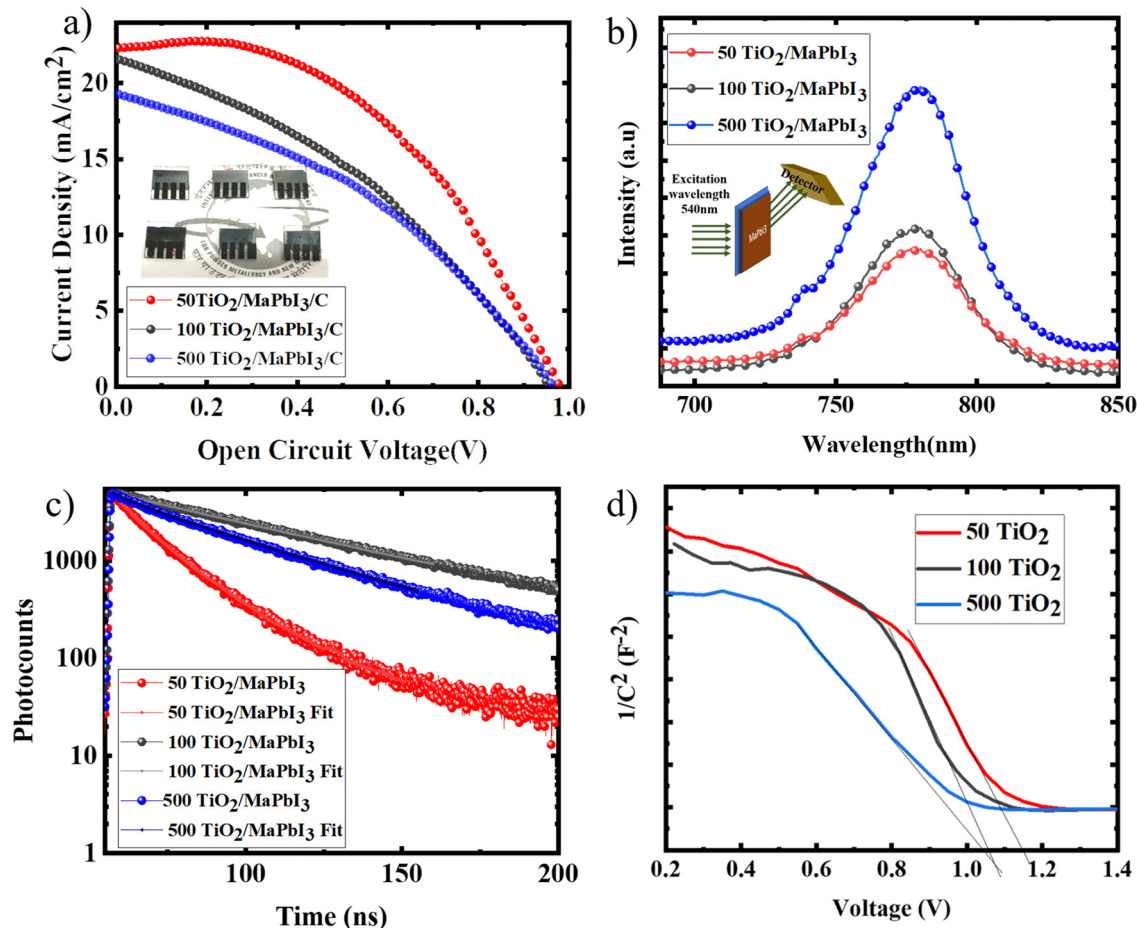 a)
Current Density (mA/cm2)
20
15
10
5
0
0.0 0.2 0.4 0.6 0.8 1.0
Open Circuit Voltage(V)
FOR POWDER METALLURGY AND NEW
50TiO2/MaPbI3/C
100 TiO2/MaPbI3/C
500 TiO2/MaPbI3/C
b)
Intensity (a.u)
50 TiO2/MaPbI3
100 TiO2/MaPbI3
500 TiO2/MaPbI3
Excitation
wavelength
540nm
MaPbI3
Detector
700 750 800 850
Wavelength(nm)
c)
Photocounts
1000
100
10
1
50 TiO2/MaPbI3
50 TiO2/MaPbI3 Fit
100 TiO2/MaPbI3
100 TiO2/MaPbI3 Fit
500 TiO2/MaPbI3
500 TiO2/MaPbI3 Fit
100 150 200
Time (ns)
d)
1/C2 (F-2)
50 TiO2
100 TiO2
500 TiO2
0.2 0.4 0.6 0.8 1.0 1.2 1.4
Voltage (V)